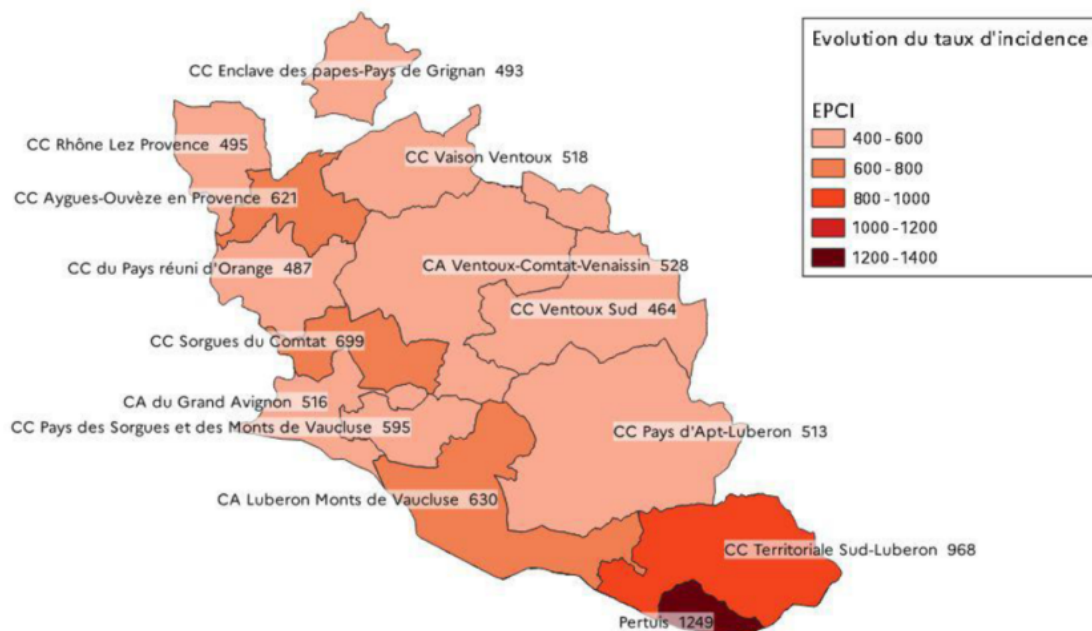 CC Enclave des papes-Pays de Grignan 493
CC Rhône Lez Provence 495
CC Vaison Ventoux 518
CC Aygues-Ouvèze en Provence 621
CC du Pays réuni d'Orange 487
CA Ventoux-Comtat-Venaissin 528
CC Ventoux Sud 464
CC Sorgues du Comtat 699
CA du Grand Avignon 516
CC Pays des Sorgues et des Monts de Vaucluse 595
CC Pays d'Apt-Luberon 513
CA Luberon Monts de Vaucluse 630
CC Territoriale Sud-Luberon 968
Pertuis 1249
Evolution du taux d'incidence
EPCI
400 - 600
600 - 800
800 - 1000
1000 - 1200
1200 - 1400